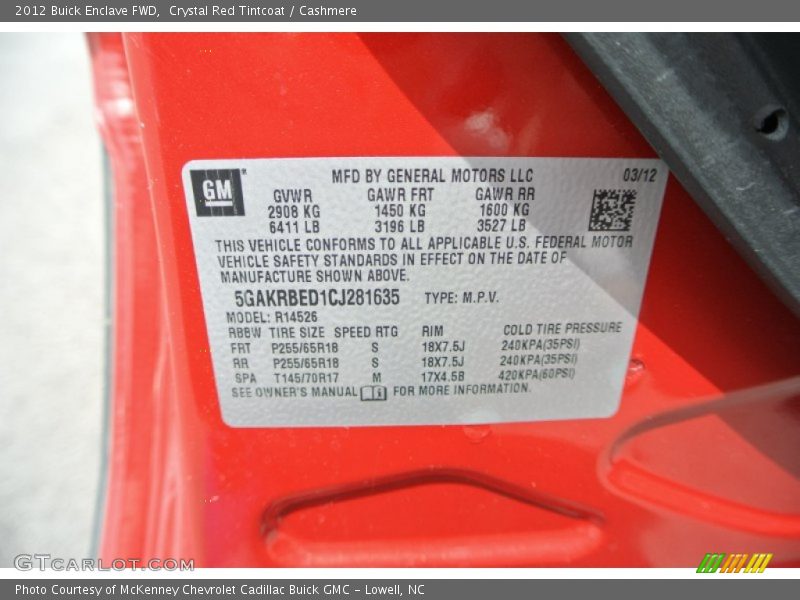 2012 Buick Enclave FWD,  Crystal Red Tintcoat / Cashmere
GM
MFD BY GENERAL MOTORS LLC 03/12
GVWR GAWR FRT GAWR RR
2908 KG 1450 KG 1600 KG
6411 LB 3196 LB 3527 LB
THIS VEHICLE CONFORMS TO ALL APPLICABLE U.S. FEDERAL MOTOR
VEHICLE SAFETY STANDARDS IN EFFECT ON THE DATE OF
MANUFACTURE SHOWN ABOVE.
5GAKRBED1CJ281635 TYPE: M.P.V.
MODEL: R14526
RBBW TIRE SIZE SPEED RTG RIM COLD TIRE PRESSURE
FRT P255/65R18 S 18X7.5J 240KPA(35PSI)
RR P255/65R18 S 18X7.5J 240KPA(35PSI)
SPA T145/70R17 M 17X4.5B 420KPA(60PSI)
SEE OWNER'S MANUAL FOR MORE INFORMATION.
GTCarLot.com
Photo Courtesy of McKenney Chevrolet Cadillac Buick GMC - Lowell, NC